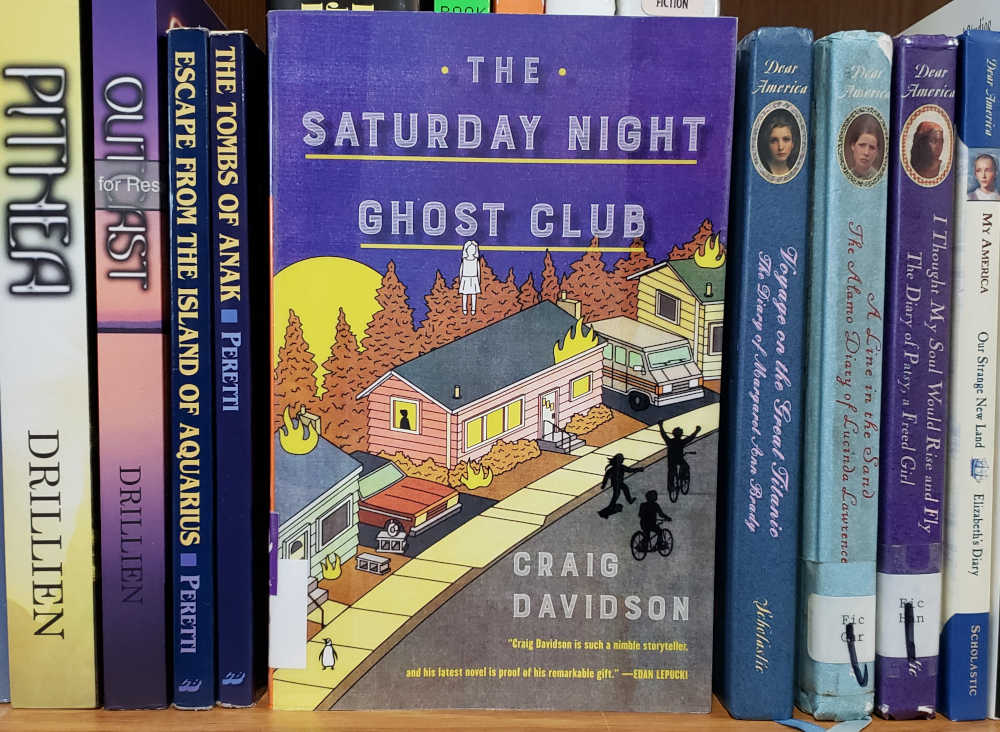 PITHEA
DRILLIEN
OUTCAST
for Res
DRILLIEN
ESCAPE FROM THE ISLAND OF AQUARIUS PERETTI
THE TOMBS OF ANAK PERETTI
BOOK
FICTION
• THE •
SATURDAY NIGHT
GHOST CLUB
CRAIG
DAVIDSON
"Craig Davidson is such a nimble storyteller,
and his latest novel is proof of his remarkable gift." —EDAN LEPUCKI
Dear
America
Voyage on the Great Titanic
The Diary of Margaret Ann Brady
Scholastic
Dear
America
A Line in the Sand
The Alamo Diary of Lucinda Lawrence
Fic
Gar
Dear
America
I Thought My Soul Would Rise and Fly
The Diary of Patsy, a Freed Girl
Fic
Han
Dear America
MY AMERICA
Our Strange New Land Elizabeth's Diary
SCHOLASTIC